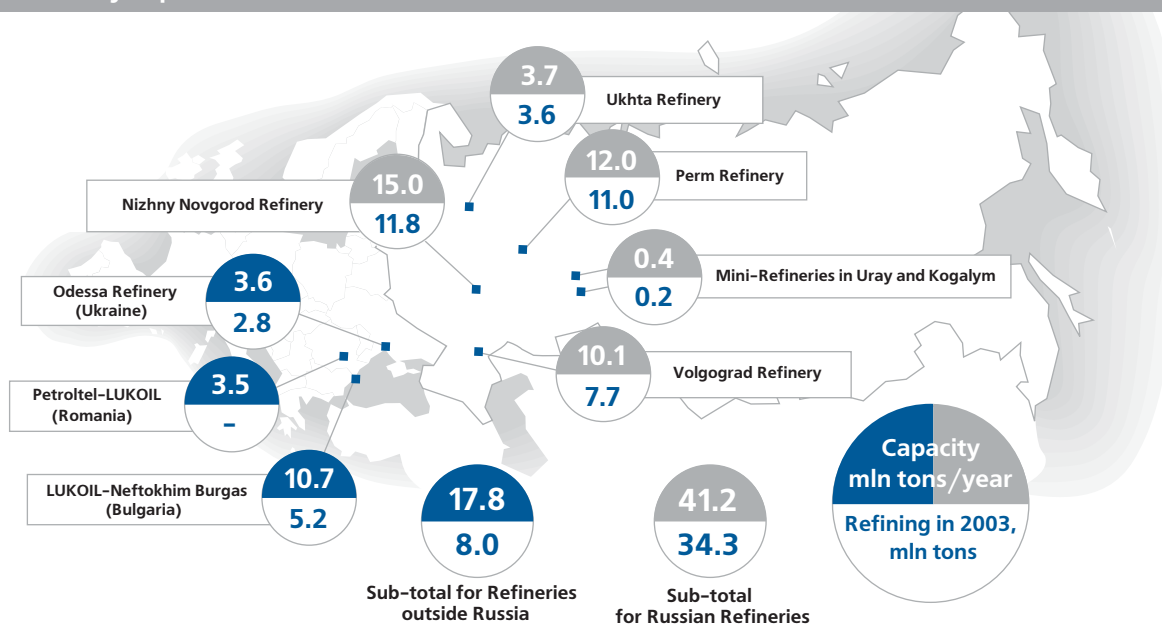 3.7
3.6
Ukhta Refinery
12.0
11.0
Perm Refinery
15.0
11.8
Nizhny Novgorod Refinery
0.4
0.2
Mini-Refineries in Uray and Kogalym
3.6
2.8
Odessa Refinery
(Ukraine)
10.1
7.7
Volgograd Refinery
3.5
–
Petroltel-LUKOIL
(Romania)
10.7
5.2
LUKOIL-Neftokhim Burgas
(Bulgaria)
17.8
8.0
Sub-total for Refineries
outside Russia
41.2
34.3
Sub-total
for Russian Refineries
Capacity
mln tons/year
Refining in 2003,
mln tons